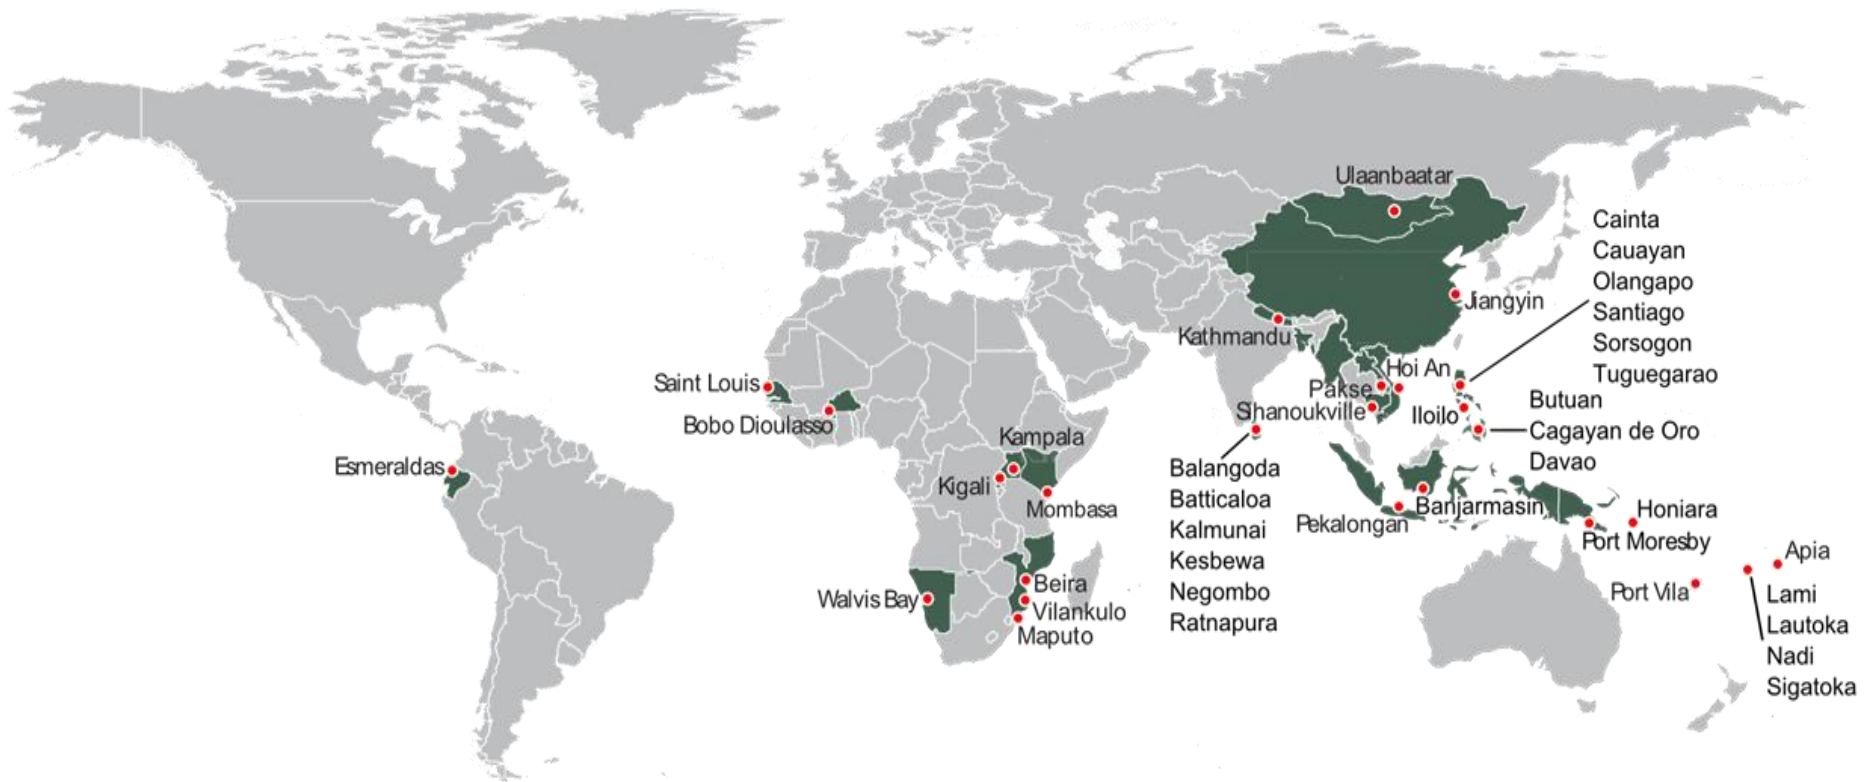 Ulaanbaatar
Cainta
Cauayan
Olangapo
Santiago
Sorsogon
Tuguegarao
Jiangyin
Kathmandu
Hoi An
Pakse
Sihanoukville
Iloilo
Butuan
Cagayan de Oro
Davao
Saint Louis
Bobo Dioulasso
Kampala
Esmeraldas
Kigali
Mombasa
Balangoda
Batticaloa
Kalmunai
Kesbewa
Negombo
Ratnapura
Banjarmasin
Pekalongan
Honiara
Port Moresby
Apia
Port Vila
Lami
Lautoka
Nadi
Sigatoka
Walvis Bay
Beira
Vilankulo
Maputo